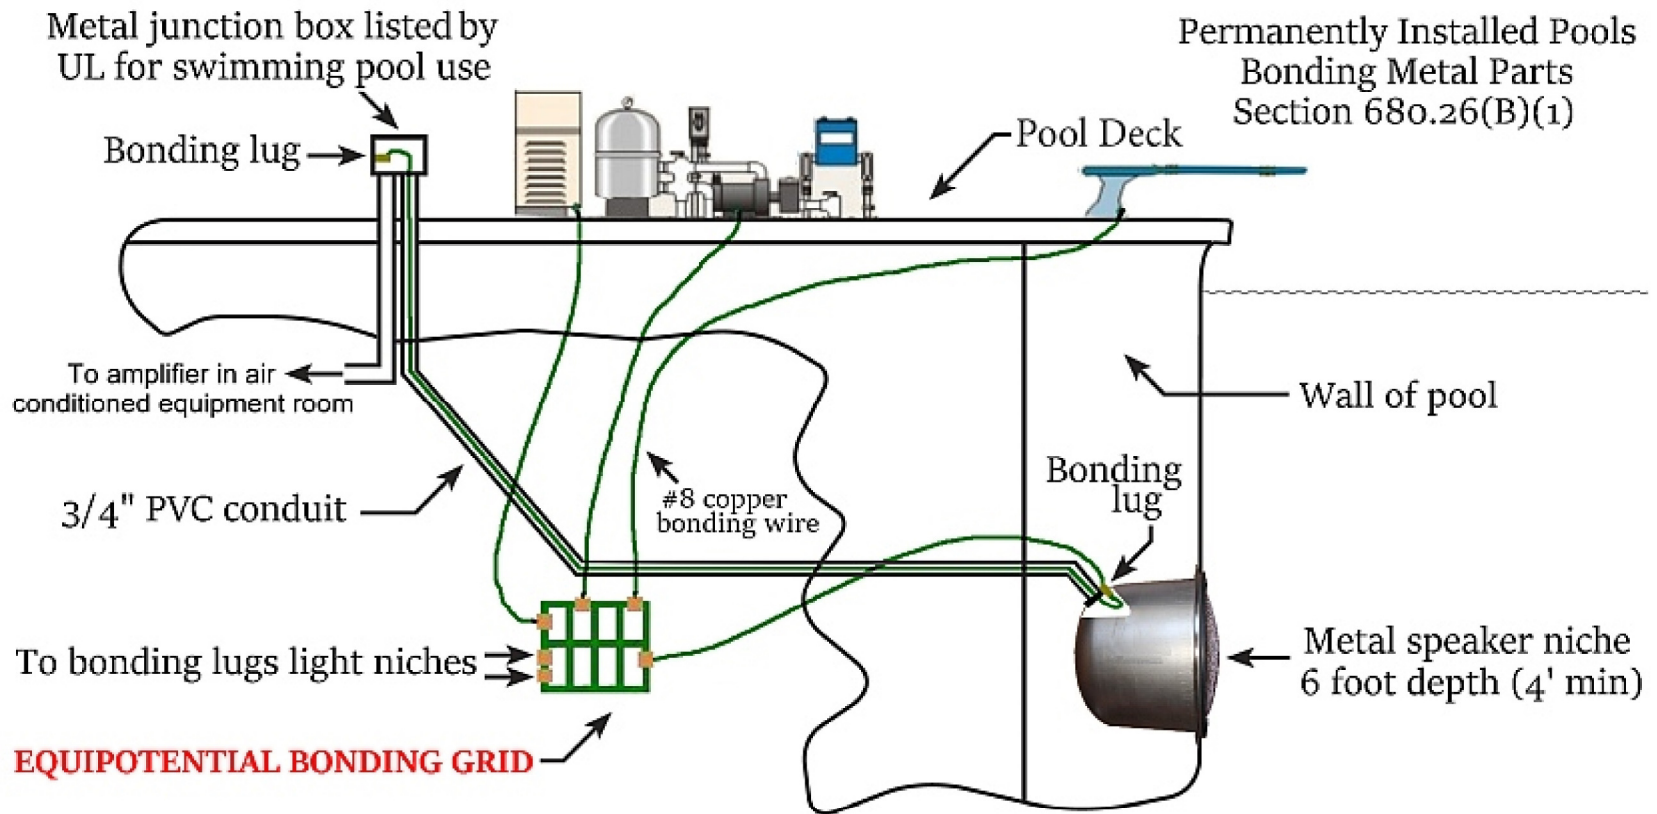 Metal junction box listed by
UL for swimming pool use
Permanently Installed Pools
Bonding Metal Parts
Section 680.26(B)(1)
Bonding lug
Pool Deck
To amplifier in air
conditioned equipment room
Wall of pool
3/4" PVC conduit
#8 copper
bonding wire
Bonding
lug
To bonding lugs light niches
Metal speaker niche
6 foot depth (4' min)
EQUIPOTENTIAL BONDING GRID